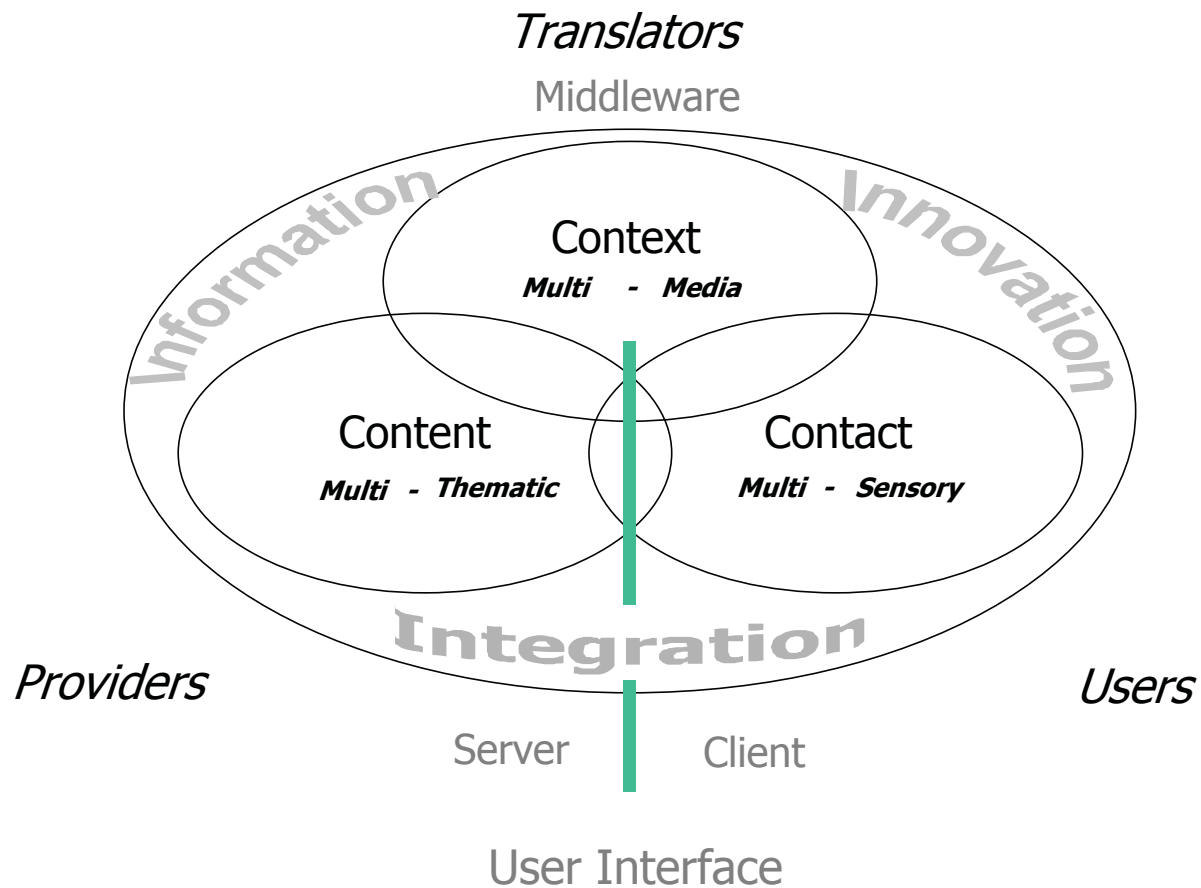 Translators
Middleware
Information
Innovation
Context
Multi - Media
Content
Contact
Multi - Thematic
Multi - Sensory
Integration
Providers
Users
Server
Client
User Interface